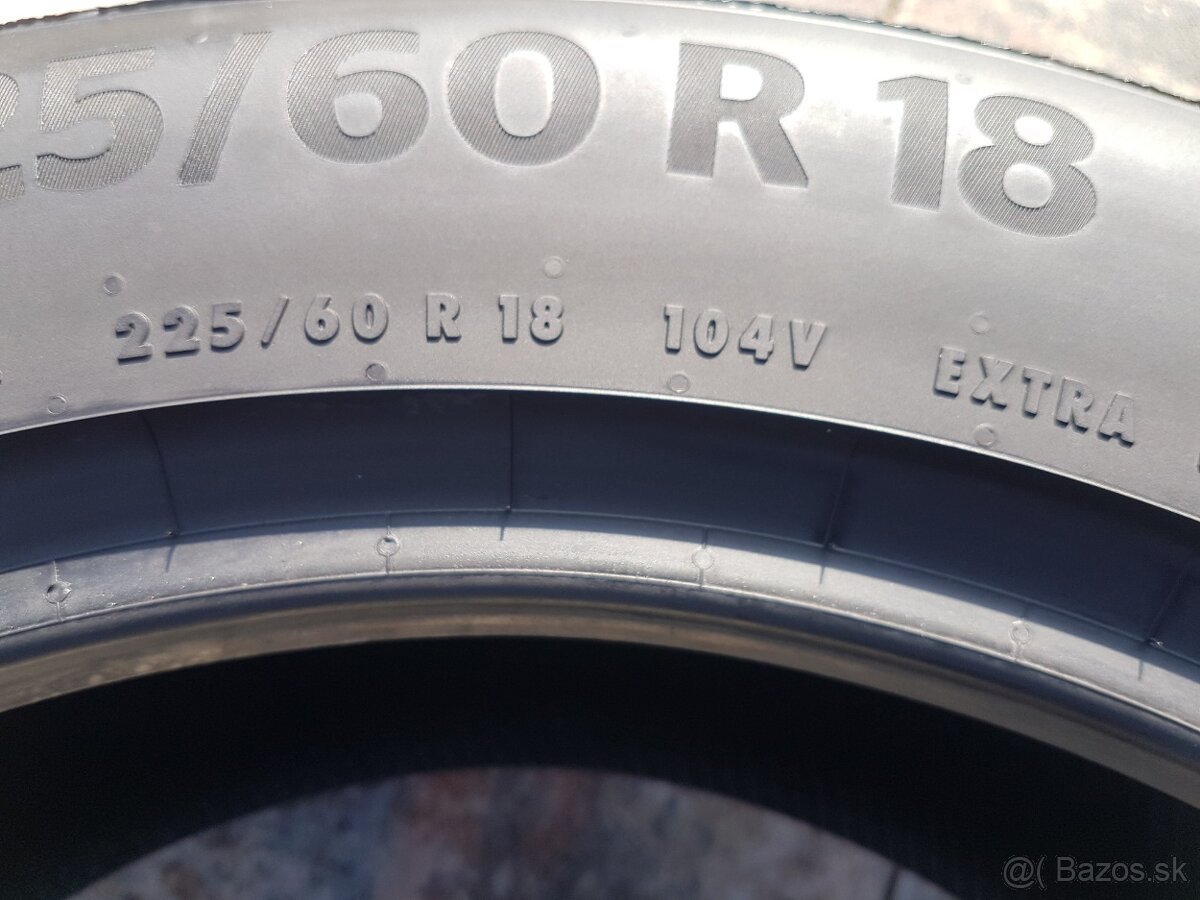 25/60 R 18
225/60 R 18 104V EXTRA
@( Bazos.sk